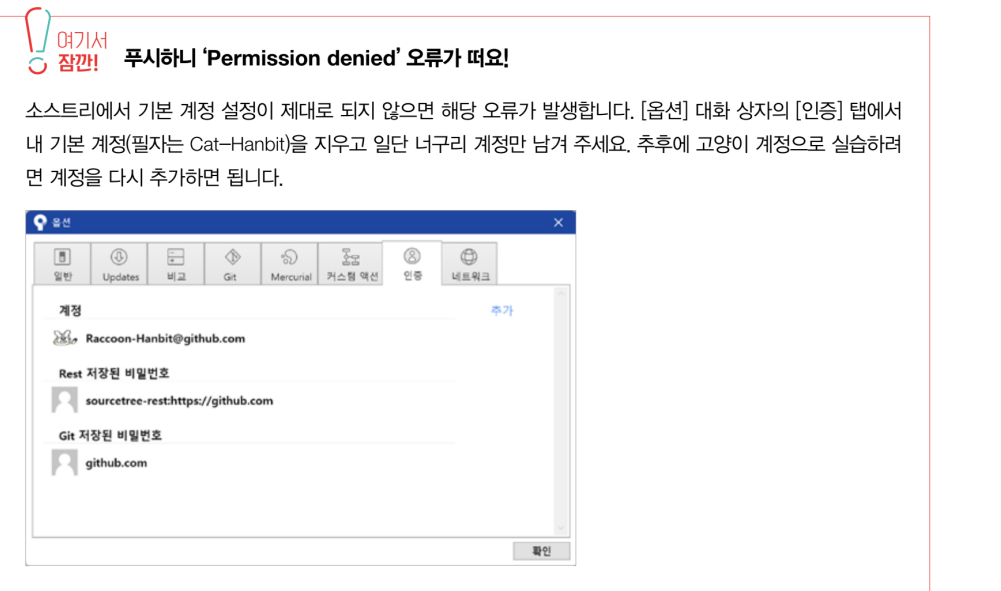 여기서
잠깐! 푸시하니 ‘Permission denied’ 오류가 떠요!
소스트리에서 기본 계정 설정이 제대로 되지 않으면 해당 오류가 발생합니다. [옵션] 대화 상자의 [인증] 탭에서
내 기본 계정(필자는 Cat-Hanbit)을 지우고 일단 너구리 계정만 남겨 주세요. 추후에 고양이 계정으로 실습하려
면 계정을 다시 추가하면 됩니다.
옵션
일반 Updates 비교 Git Mercurial 커스텀 액션 인증 네트워크
계정 추가
Raccoon-Hanbit@github.com
Rest 저장된 비밀번호
sourcetree-rest:https://github.com
Git 저장된 비밀번호
github.com
확인